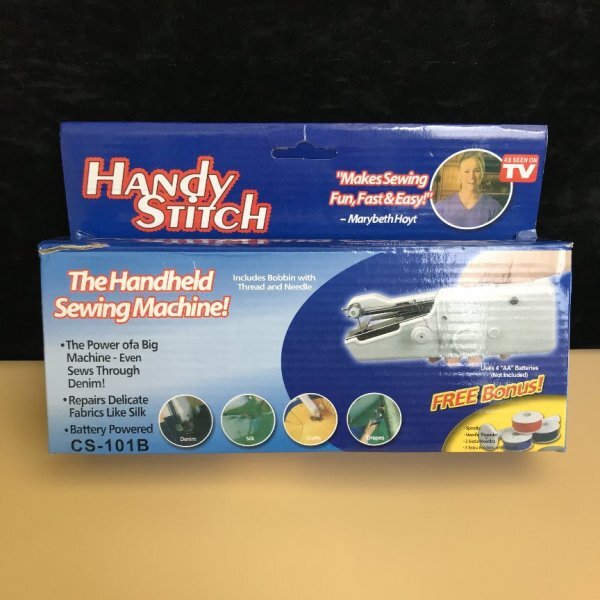 HANDY
STITCH
"Makes Sewing
Fun, Fast & Easy!"
– Marybeth Hoyt
AS SEEN ON
TV
The Handheld
Sewing Machine!
Includes Bobbin with
Thread and Needle
•The Power ofa Big
Machine - Even
Sews Through
Denim!
•Repairs Delicate
Fabrics Like Silk
•Battery Powered
CS-101B
Denim
Silk
Crafts
Drapes
Uses 4 "AA" Batteries
(Not Included)
FREE Bonus!
•Spindle